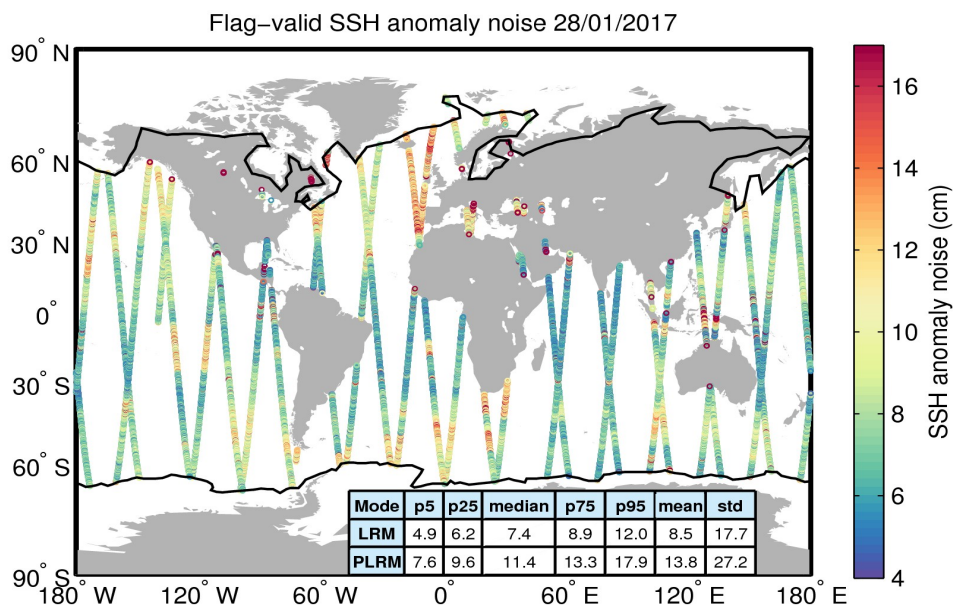 Flag−valid SSH anomaly noise 28/01/2017
90° N
60° N
30° N
0°
30° S
60° S
90° S
180° W
120° W
60° W
0°
60° E
120° E
180° E
16
14
12
10
8
6
4
SSH anomaly noise (cm)
Mode p5 p25 median p75 p95 mean std
LRM 4.9 6.2 7.4 8.9 12.0 8.5 17.7
PLRM 7.6 9.6 11.4 13.3 17.9 13.8 27.2